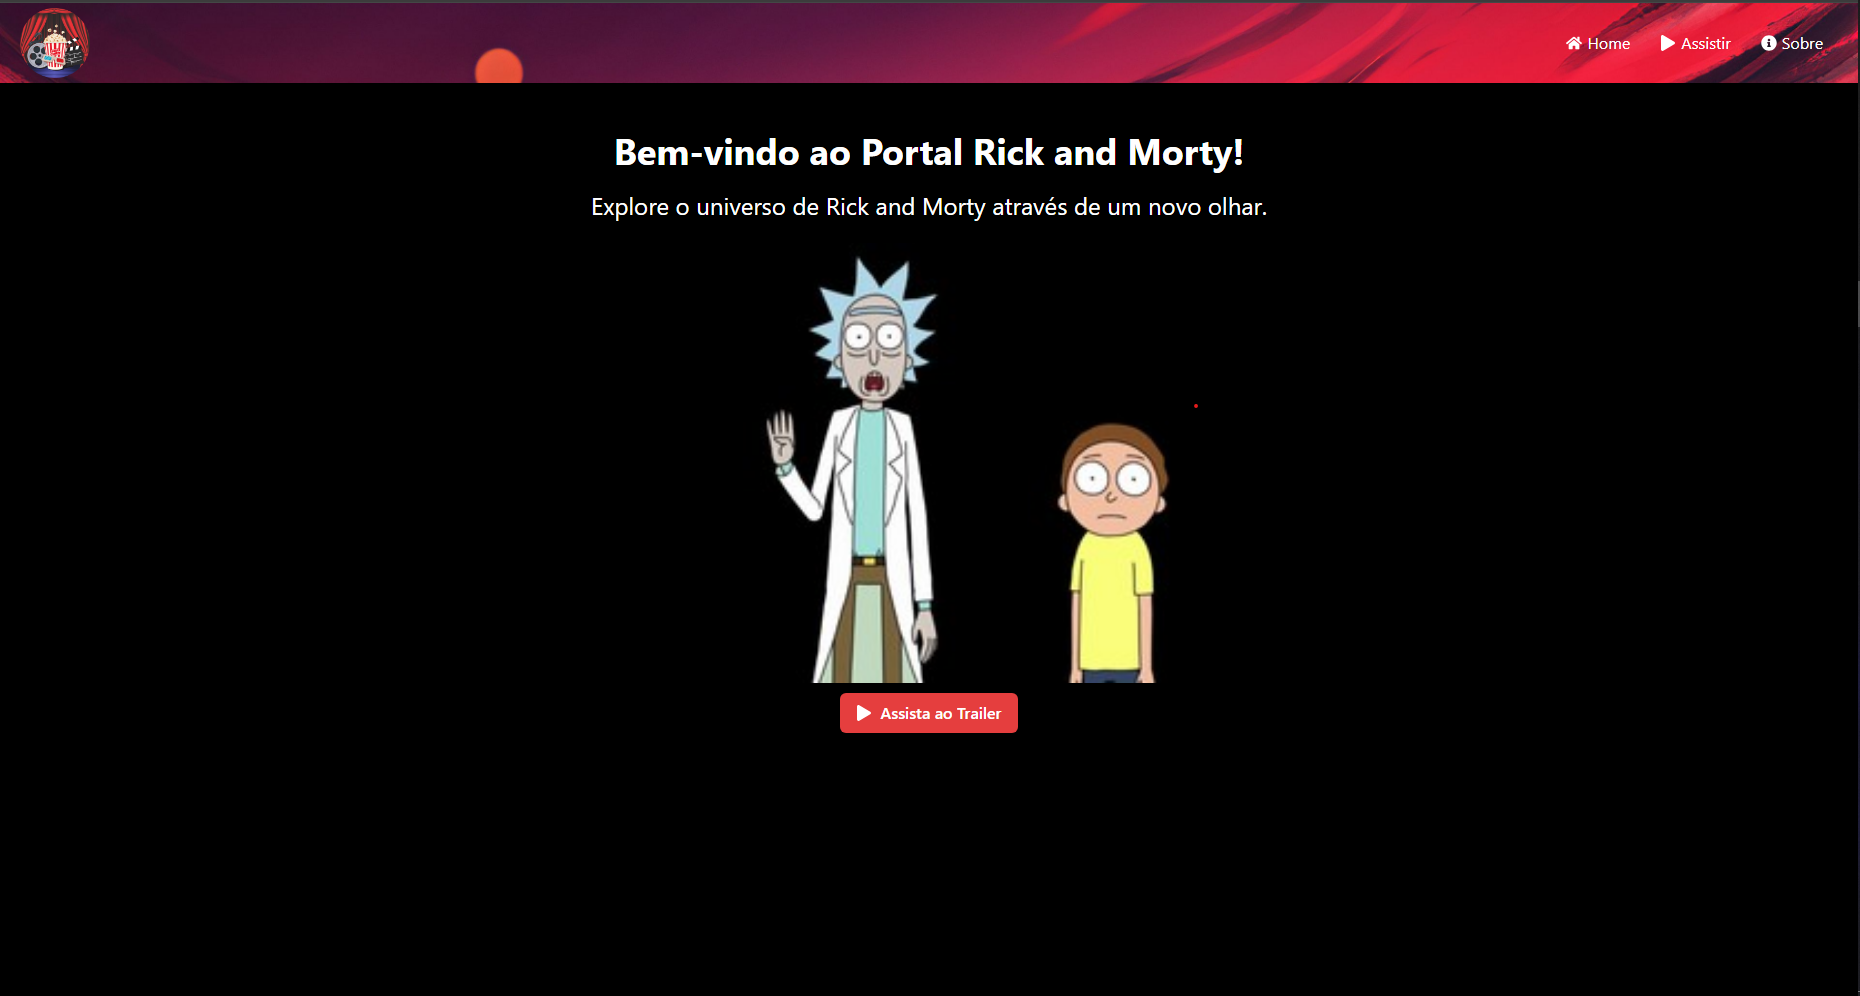 Home
Assistir
Sobre
Bem-vindo ao Portal Rick and Morty!
Explore o universo de Rick and Morty através de um novo olhar.
Assista ao Trailer